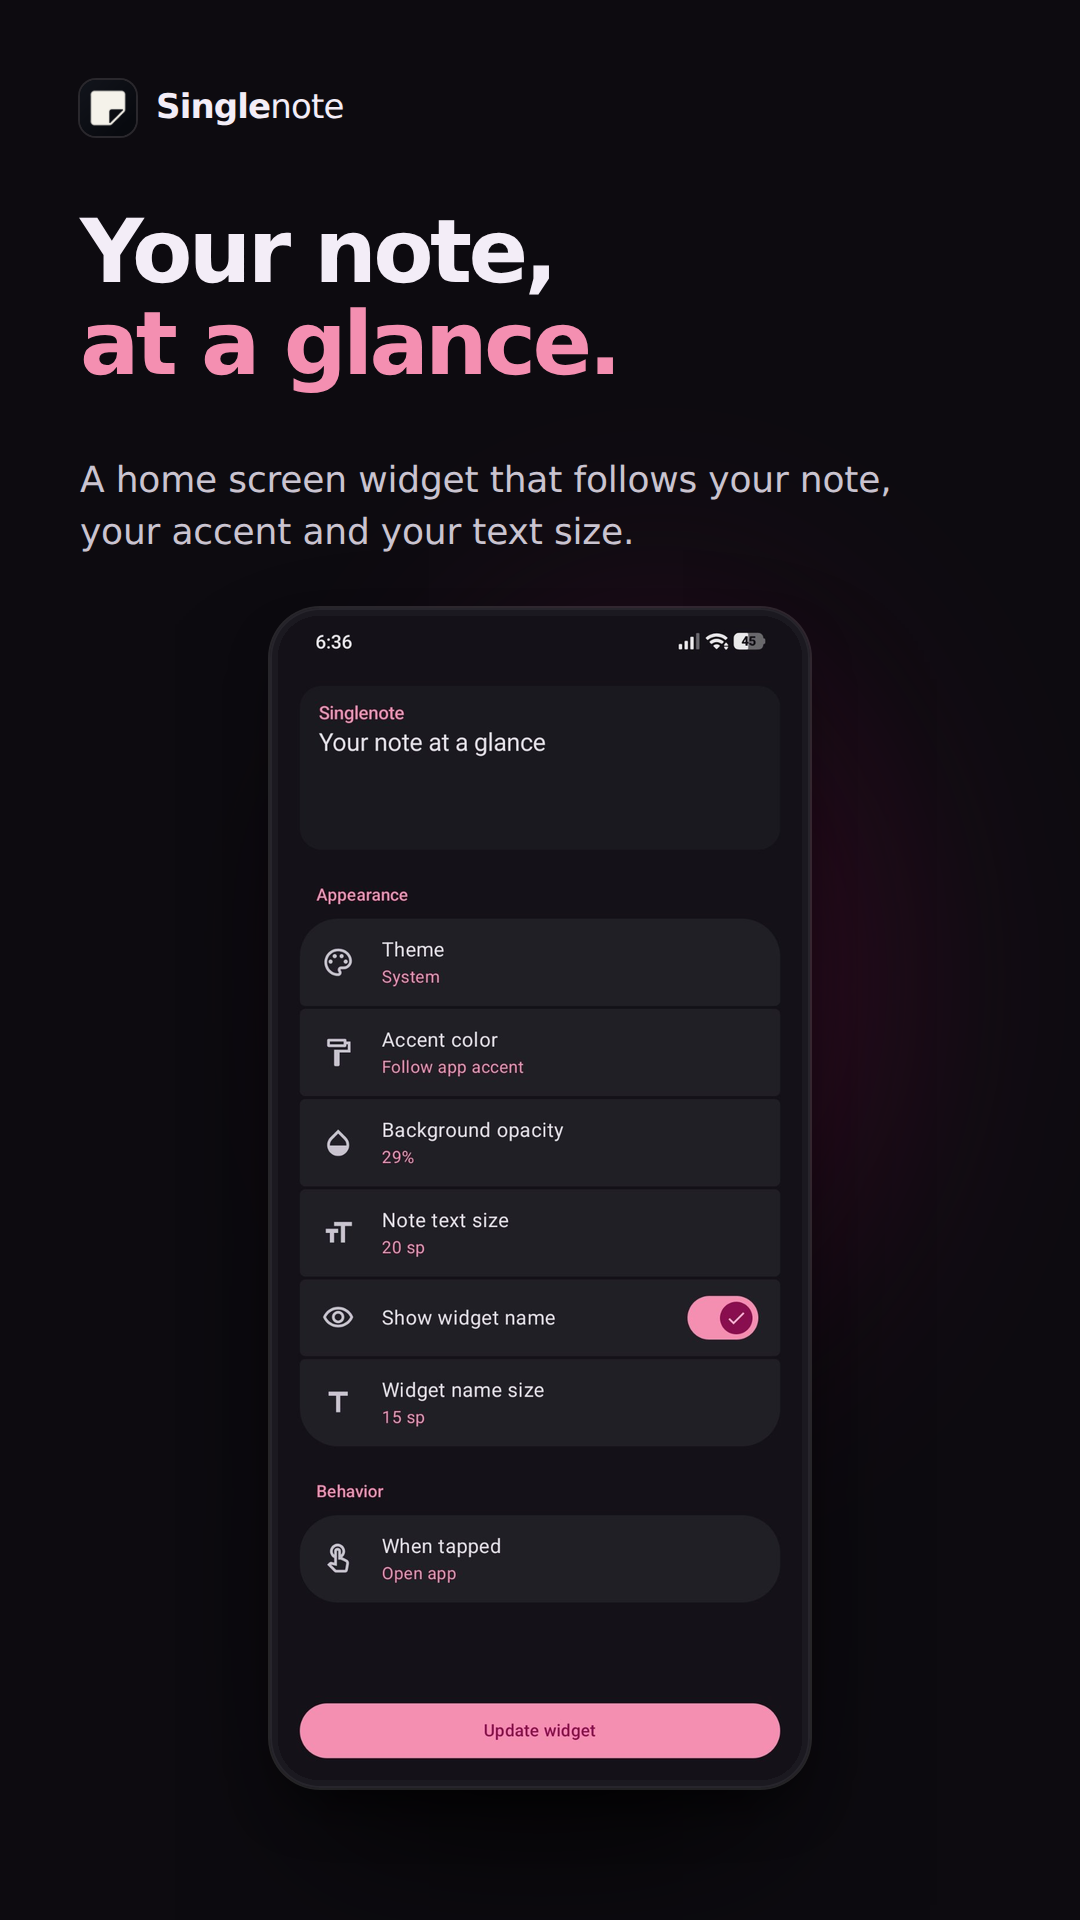 Singlenote
Your note,
at a glance.
A home screen widget that follows your note,
your accent and your text size.
6:36
45
Singlenote
Your note at a glance
Appearance
Theme
System
Accent color
Follow app accent
Background opacity
29%
Note text size
20 sp
Show widget name
Widget name size
15 sp
Behavior
When tapped
Open app
Update widget